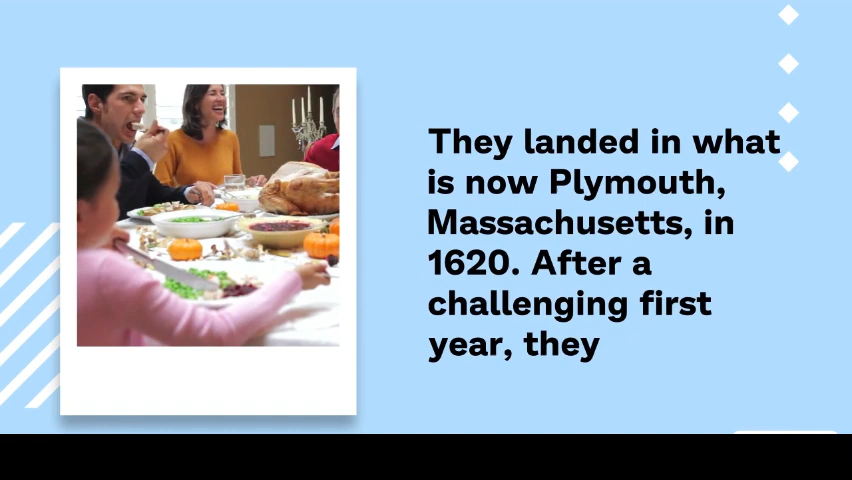 They landed in what
is now Plymouth,
Massachusetts, in
1620. After a
challenging first
year, they